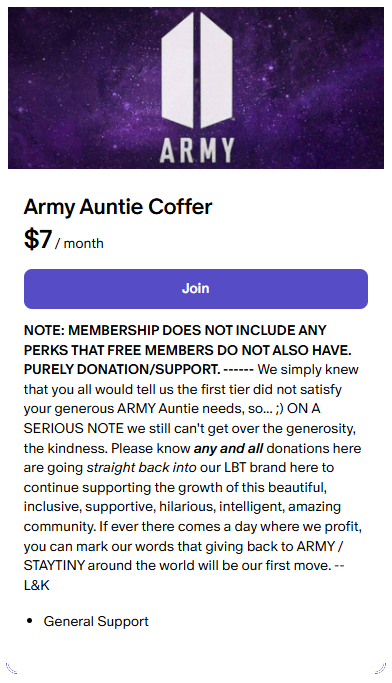 ARMY
Army Auntie Coffer
$7 / month
Join
NOTE: MEMBERSHIP DOES NOT INCLUDE ANY
PERKS THAT FREE MEMBERS DO NOT ALSO HAVE.
PURELY DONATION/SUPPORT. ------ We simply knew
that you all would tell us the first tier did not satisfy
your generous ARMY Auntie needs, so... ;) ON A
SERIOUS NOTE we still can't get over the generosity,
the kindness. Please know any and all donations here
are going straight back into our LBT brand here to
continue supporting the growth of this beautiful,
inclusive, supportive, hilarious, intelligent, amazing
community. If ever there comes a day where we profit,
you can mark our words that giving back to ARMY /
STAYTINY around the world will be our first move. --
L&K
• General Support